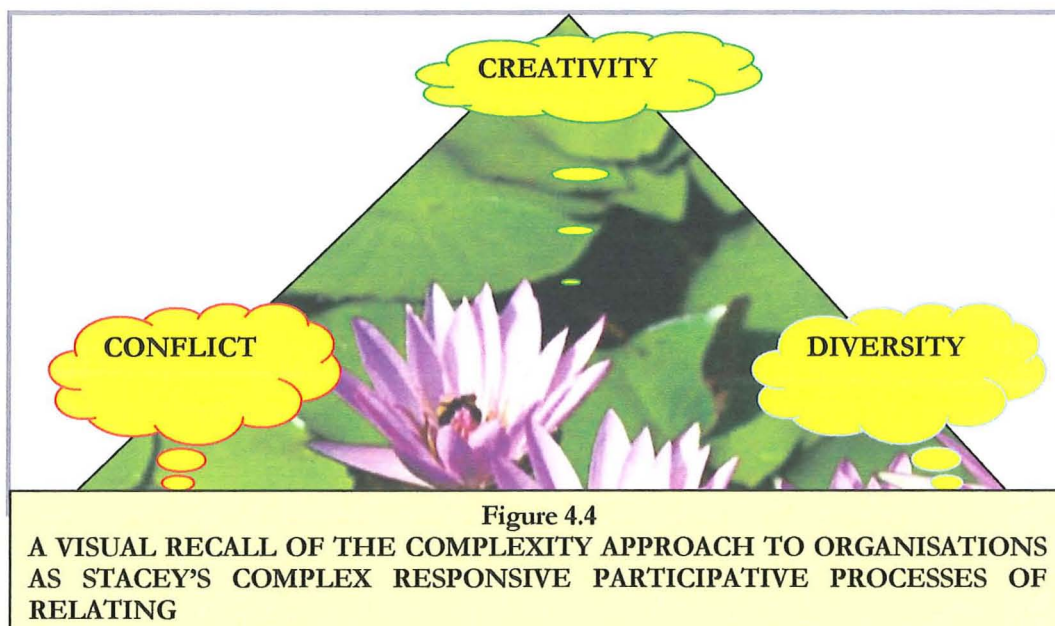 CREATIVITY
CONFLICT
DIVERSITY
Figure 4.4
A VISUAL RECALL OF THE COMPLEXITY APPROACH TO ORGANISATIONS
AS STACEY'S COMPLEX RESPONSIVE PARTICIPATIVE PROCESSES OF
RELATING